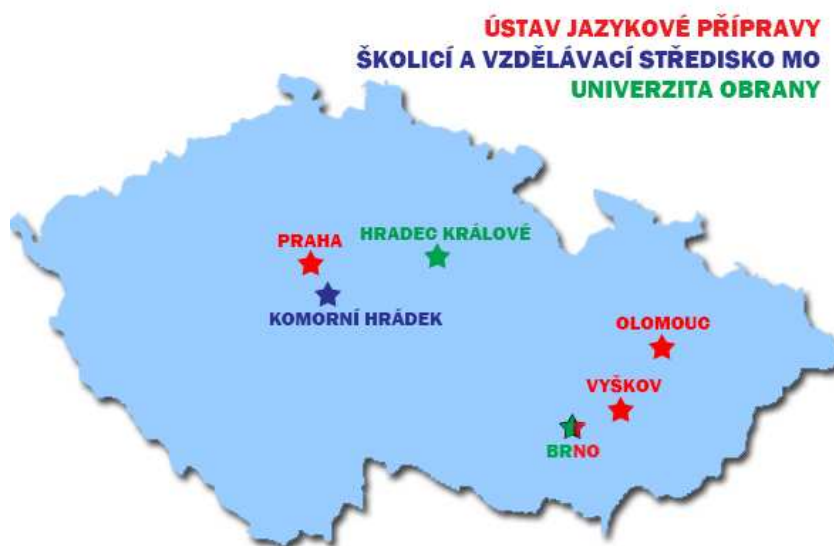 ÚSTAV JAZYKOVÉ PŘÍPRAVY
ŠKOLICÍ A VZDĚLÁVACÍ STŘEDISKO MO
UNIVERZITA OBRANY
PRAHA
HRADEC KRÁLOVÉ
KOMORNÍ HRÁDEK
OLOMOUC
VYŠKOV
BRNO